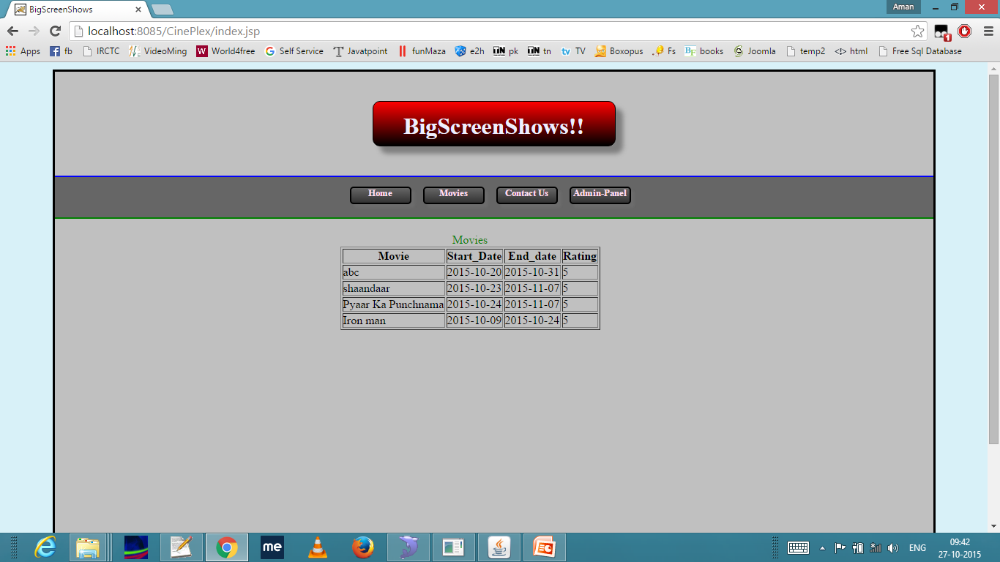 BigScreenShows
Aman
localhost:8085/CinePlex/index.jsp
1
Apps fb IRCTC VideoMing World4free Self Service Javatpoint funMaza e2h pk tn TV Boxopus Fs books Joomla temp2 html Free Sql Database
BigScreenShows!!
Home Movies Contact Us Admin-Panel
Movies
Movie Start_Date End_date Rating
abc 2015-10-20 2015-10-31 5
shaandaar 2015-10-23 2015-11-07 5
Pyaar Ka Punchnama 2015-10-24 2015-11-07 5
Iron man 2015-10-09 2015-10-24 5
me
ENG
09:42
27-10-2015